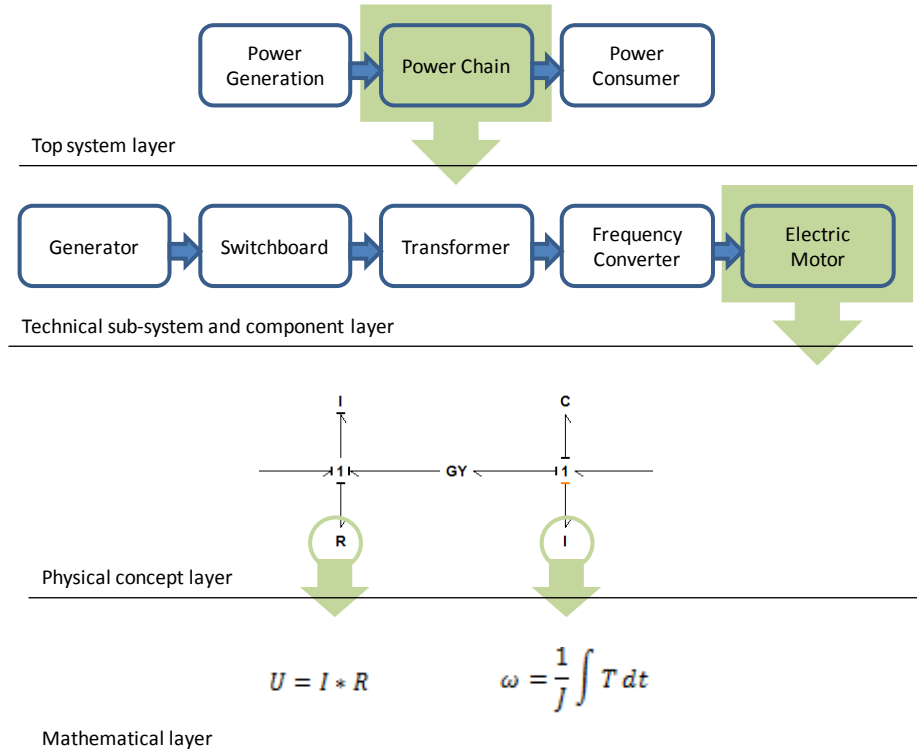 Power Generation
Power Chain
Power Consumer
Top system layer
Generator
Switchboard
Transformer
Frequency Converter
Electric Motor
Technical sub-system and component layer
I
C
1
GY
1
R
I
Physical concept layer
U = I * R
ω = 1/J ∫ T dt
Mathematical layer